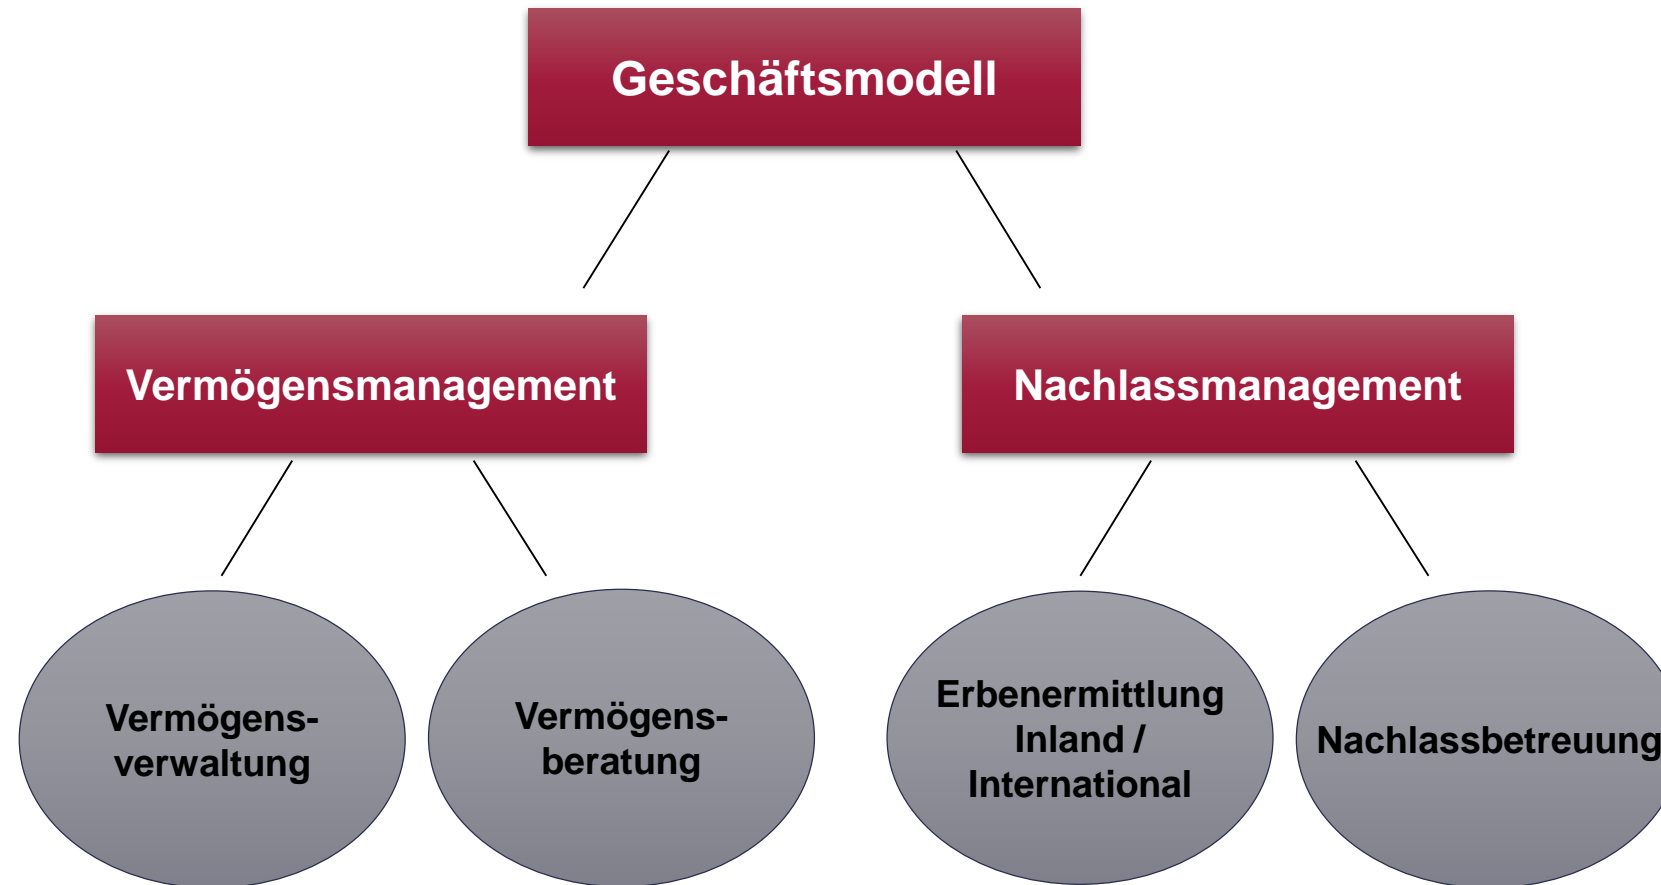 Geschäftsmodell
Vermögensmanagement
Nachlassmanagement
Vermögens-
verwaltung
Vermögens-
beratung
Erbenermittlung
Inland /
International
Nachlassbetreuung